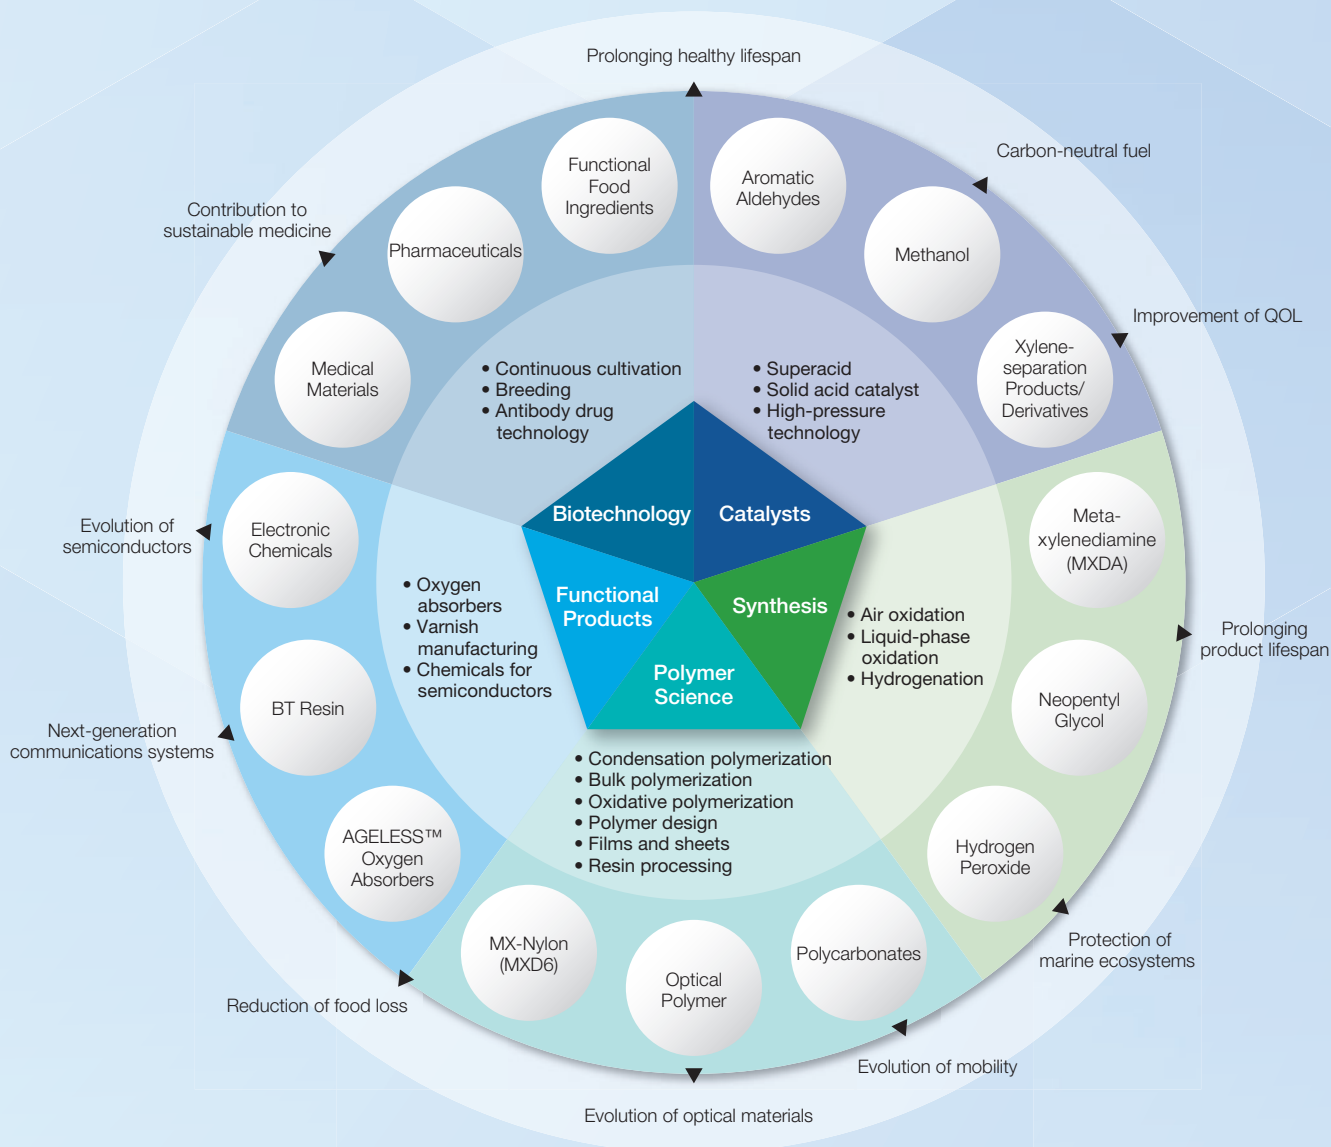 Prolonging healthy lifespan
Carbon-neutral fuel
Contribution to
sustainable medicine
Improvement of QOL
Functional
Food
Ingredients
Aromatic
Aldehydes
Pharmaceuticals
Methanol
Medical
Materials
Xylene-
separation
Products/
Derivatives
• Continuous cultivation
• Breeding
• Antibody drug
technology
• Superacid
• Solid acid catalyst
• High-pressure
technology
Biotechnology
Catalysts
Evolution of
semiconductors
Electronic
Chemicals
Meta-
xylenediamine
(MXDA)
• Oxygen
absorbers
• Varnish
manufacturing
• Chemicals for
semiconductors
Functional
Products
Synthesis
• Air oxidation
• Liquid-phase
oxidation
• Hydrogenation
Prolonging
product lifespan
Polymer
Science
BT Resin
Neopentyl
Glycol
Next-generation
communications systems
• Condensation polymerization
• Bulk polymerization
• Oxidative polymerization
• Polymer design
• Films and sheets
• Resin processing
AGELESS™
Oxygen
Absorbers
Hydrogen
Peroxide
MX-Nylon
(MXD6)
Optical
Polymer
Polycarbonates
Protection of
marine ecosystems
Reduction of food loss
Evolution of mobility
Evolution of optical materials